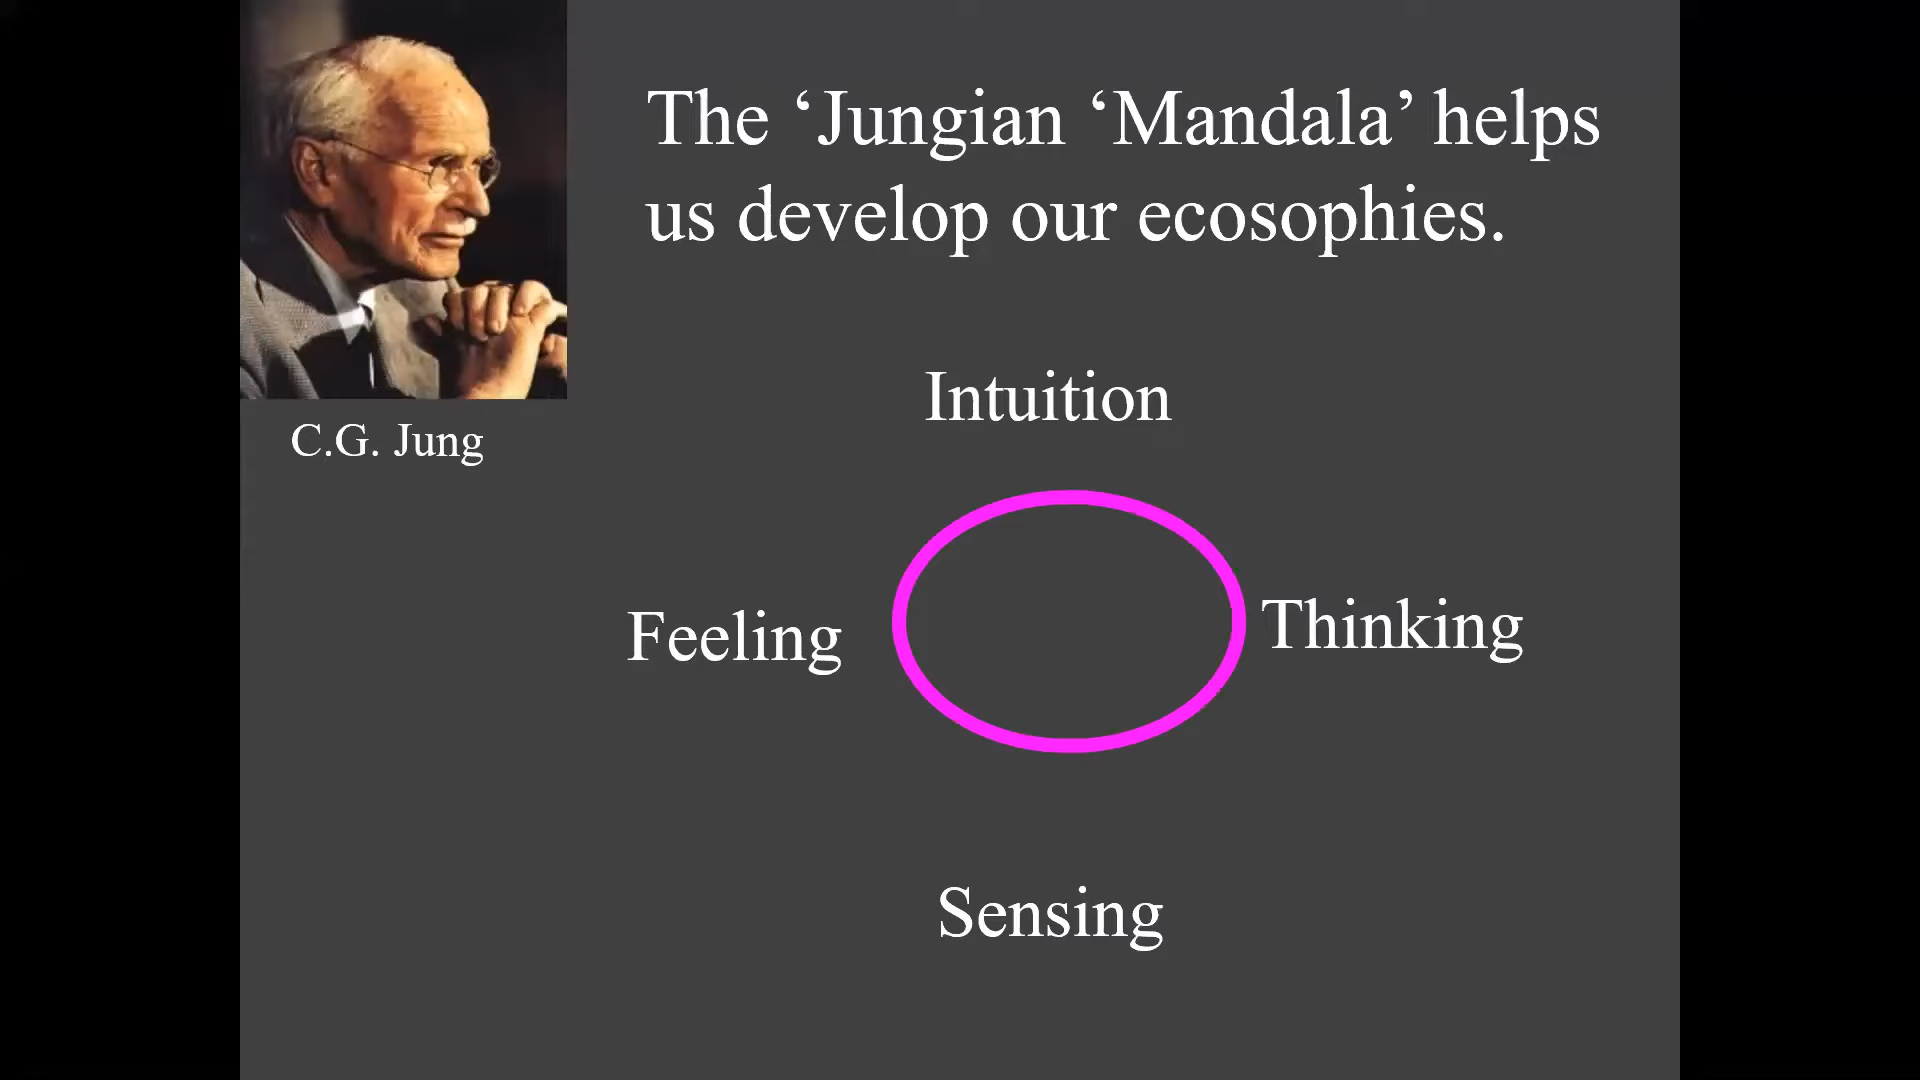 The ‘Jungian ‘Mandala’ helps
us develop our ecosophies.
C.G. Jung
Intuition
Feeling
Thinking
Sensing